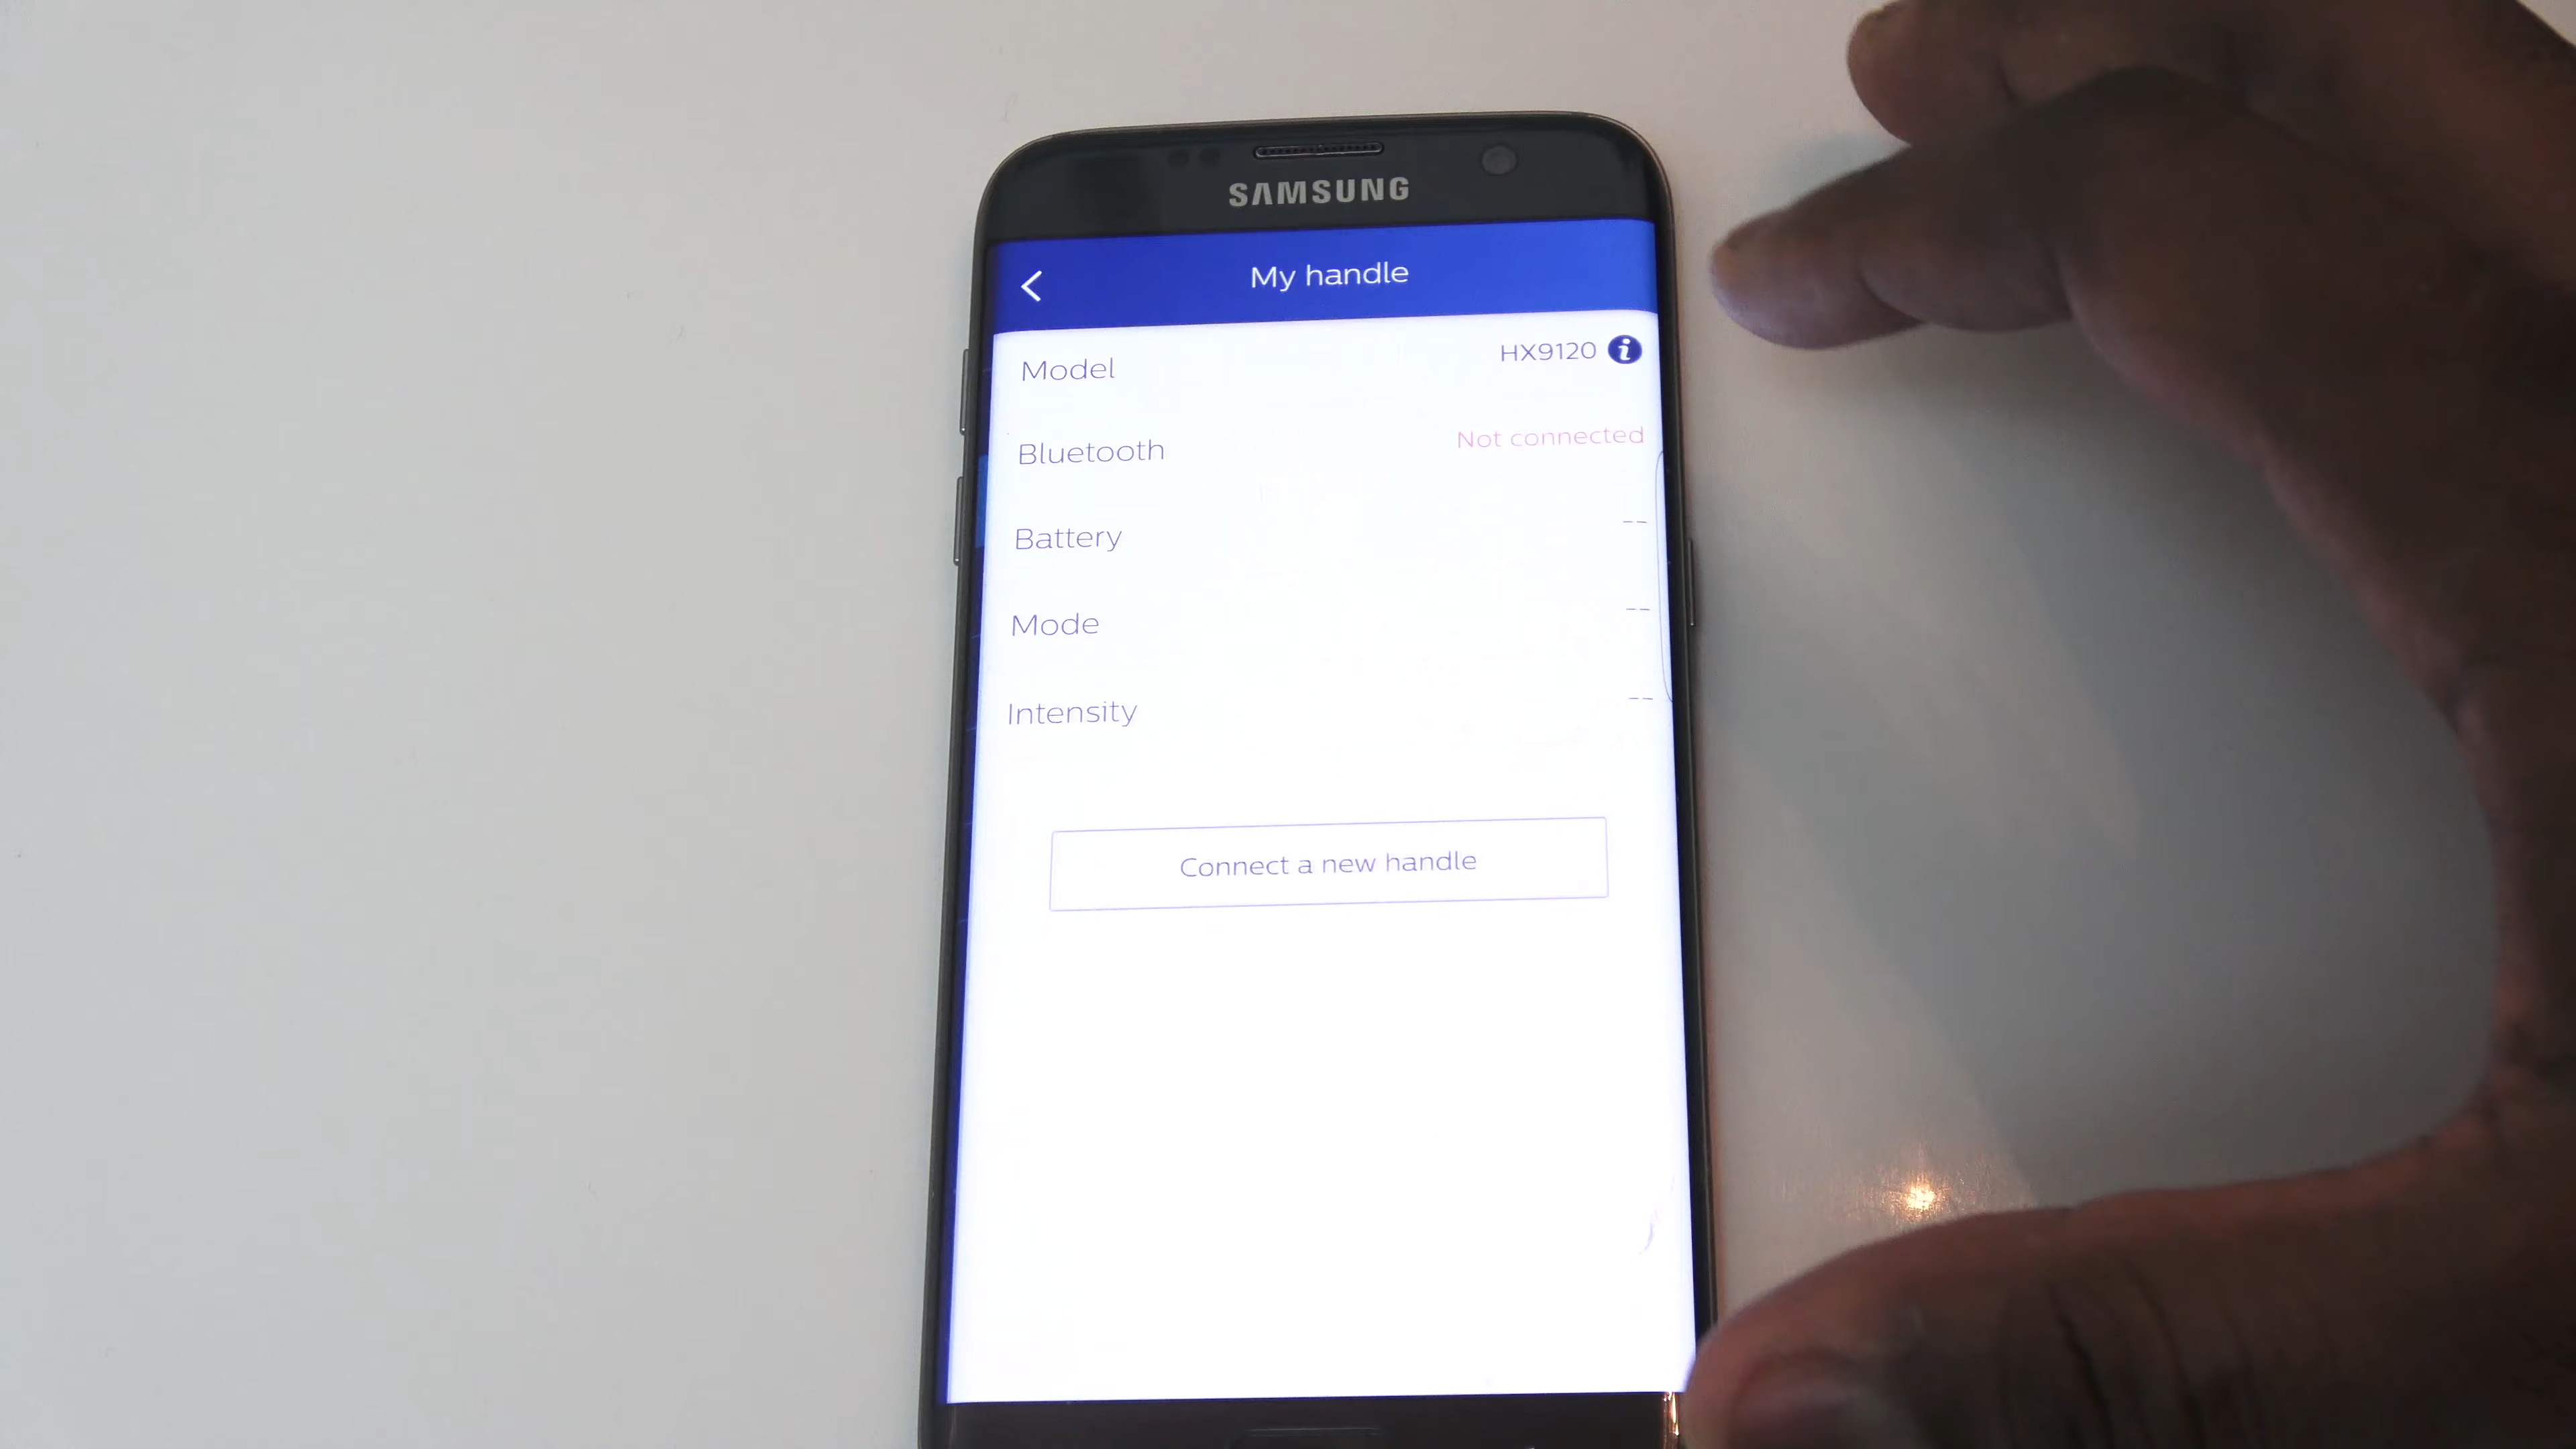 SAMSUNG
My handle
Model HX9120 i
Bluetooth Not connected
Battery --
Mode --
Intensity --
Connect a new handle